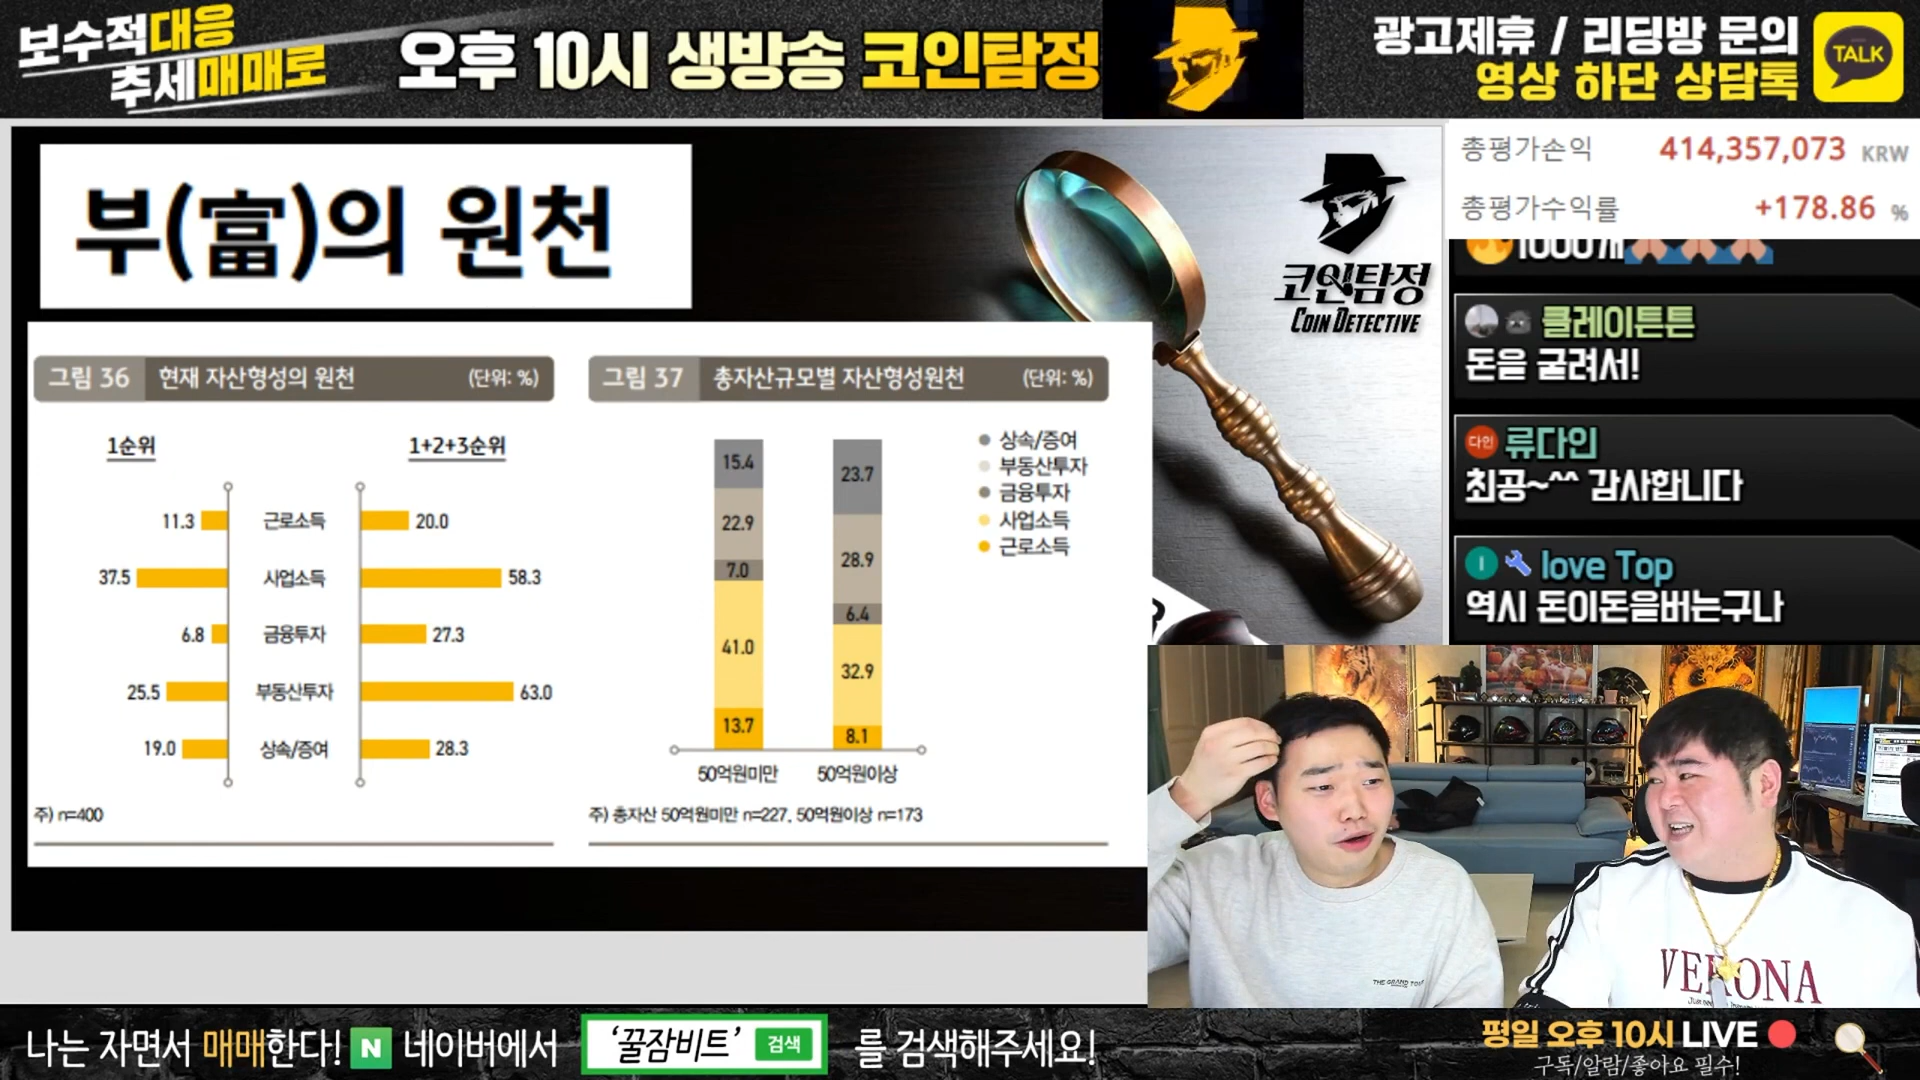 보수적대응
추세매매로
오후 10시 생방송 코인탐정
광고제휴 / 리딩방 문의
영상 하단 상담톡
TALK
총평가손익 414,357,073 KRW
총평가수익률 +178.86 %
부(富)의 원천
코인탐정
COIN DETECTIVE
그림 36 현재 자산형성의 원천 (단위: %)
1순위 1+2+3순위
11.3 근로소득 20.0
37.5 사업소득 58.3
6.8 금융투자 27.3
25.5 부동산투자 63.0
19.0 상속/증여 28.3
주) n=400
그림 37 총자산규모별 자산형성원천 (단위: %)
상속/증여
부동산투자
금융투자
사업소득
근로소득
15.4 23.7
22.9 28.9
7.0 6.4
41.0 32.9
13.7 8.1
50억원미만 50억원이상
주) 총자산 50억원미만 n=227, 50억원이상 n=173
1000개
클레이튼튼
돈을 굴려서!
다인 류다인
최공~^^ 감사합니다
I love Top
역시 돈이돈을버는구나
THE GRAND TOUR
VERONA
나는 자면서 매매한다! N 네이버에서 '꿀잠비트' 검색 를 검색해주세요!
평일 오후 10시 LIVE
구독/알람/좋아요 필수!